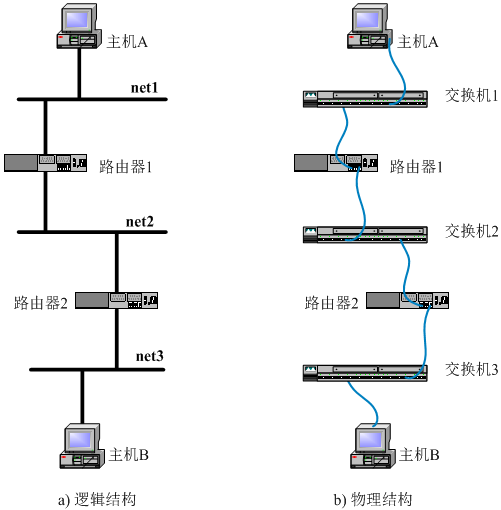 主机A
net1
路由器1
net2
路由器2
net3
主机B
a) 逻辑结构
主机A
交换机1
路由器1
交换机2
路由器2
交换机3
主机B
b) 物理结构